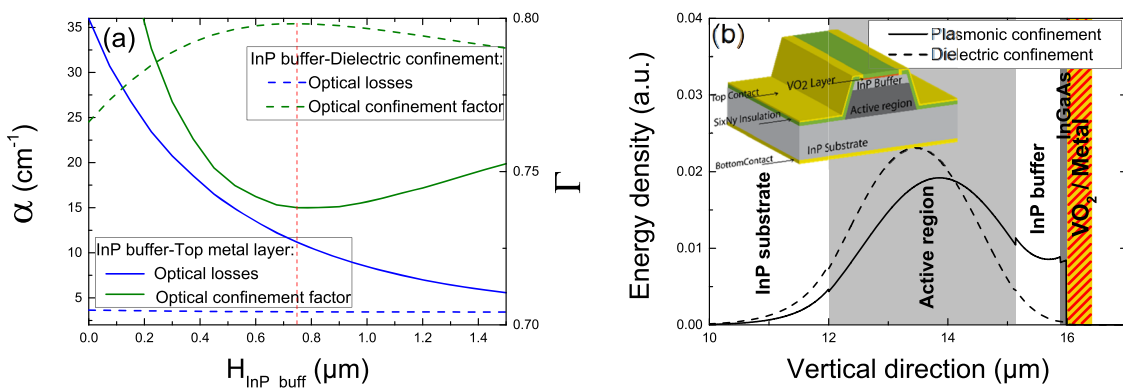 (a)
InP buffer-Dielectric confinement:
Optical losses
Optical confinement factor
InP buffer-Top metal layer:
Optical losses
Optical confinement factor
35
30
25
20
15
10
5
α (cm⁻¹)
0.80
0.75
0.70
Γ
0.0 0.2 0.4 0.6 0.8 1.0 1.2 1.4
H_InP buff (μm)
(b)
Plasmonic confinement
Dielectric confinement
Top Contact
VO2 Layer
InP Buffer
Active region
SixNy Insulation
InP Substrate
BottomContact
InP substrate
Active region
InP buffer
InGaAs
VO₂ / Metal
0.04
0.03
0.02
0.01
0.00
Energy density (a.u.)
10 12 14 16
Vertical direction (μm)